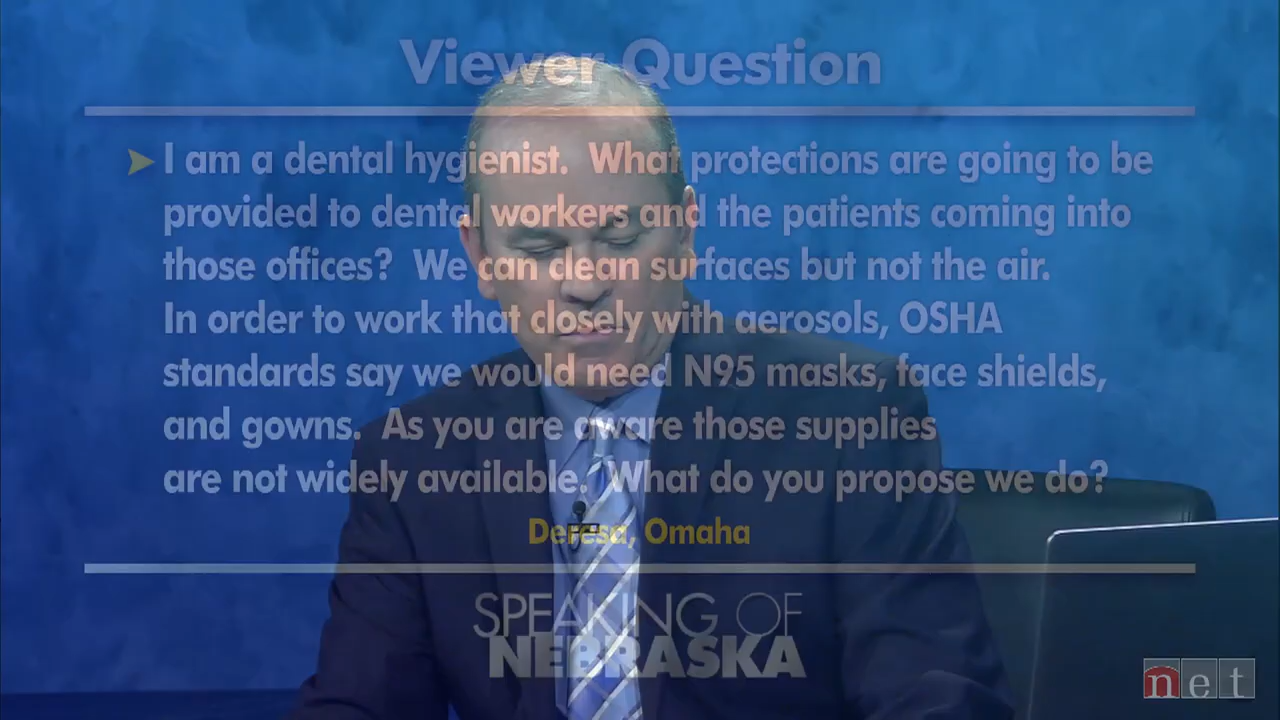 Viewer Question
I am a dental hygienist. What protections are going to be
provided to dental workers and the patients coming into
those offices? We can clean surfaces but not the air.
In order to work that closely with aerosols, OSHA
standards say we would need N95 masks, face shields,
and gowns. As you are aware those supplies
are not widely available. What do you propose we do?
Deresa, Omaha
SPEAKING OF
NEBRASKA
net